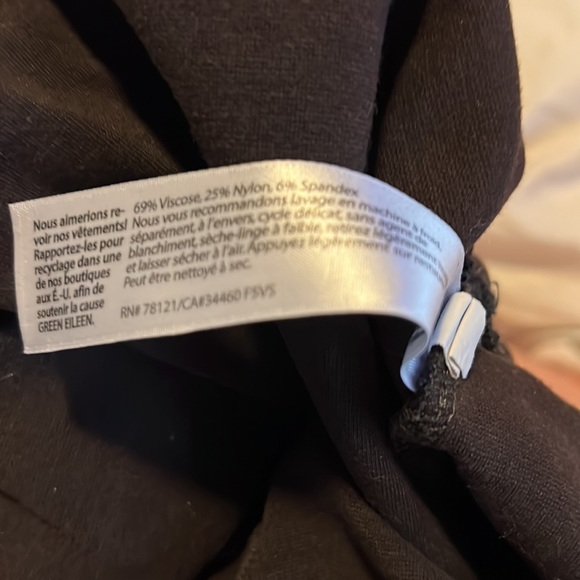 Nous aimerions re-
voir nos vêtements!
Rapportez-les pour
recyclage dans une
de nos boutiques
aux É.-U. afin de
soutenir la cause
GREEN EILEEN.
69% Viscose, 25% Nylon, 6% Spandex
Nous vous recommandons lavage en machine à froid,
séparément, à l'envers, cycle délicat, sans agent de
blanchiment, sèche-linge à faible, retirez légèrement
et laisser sécher à l'air. Appuyez légèrement sur
Peut être nettoyé à sec.
RN# 78121/CA#34460 F5V5